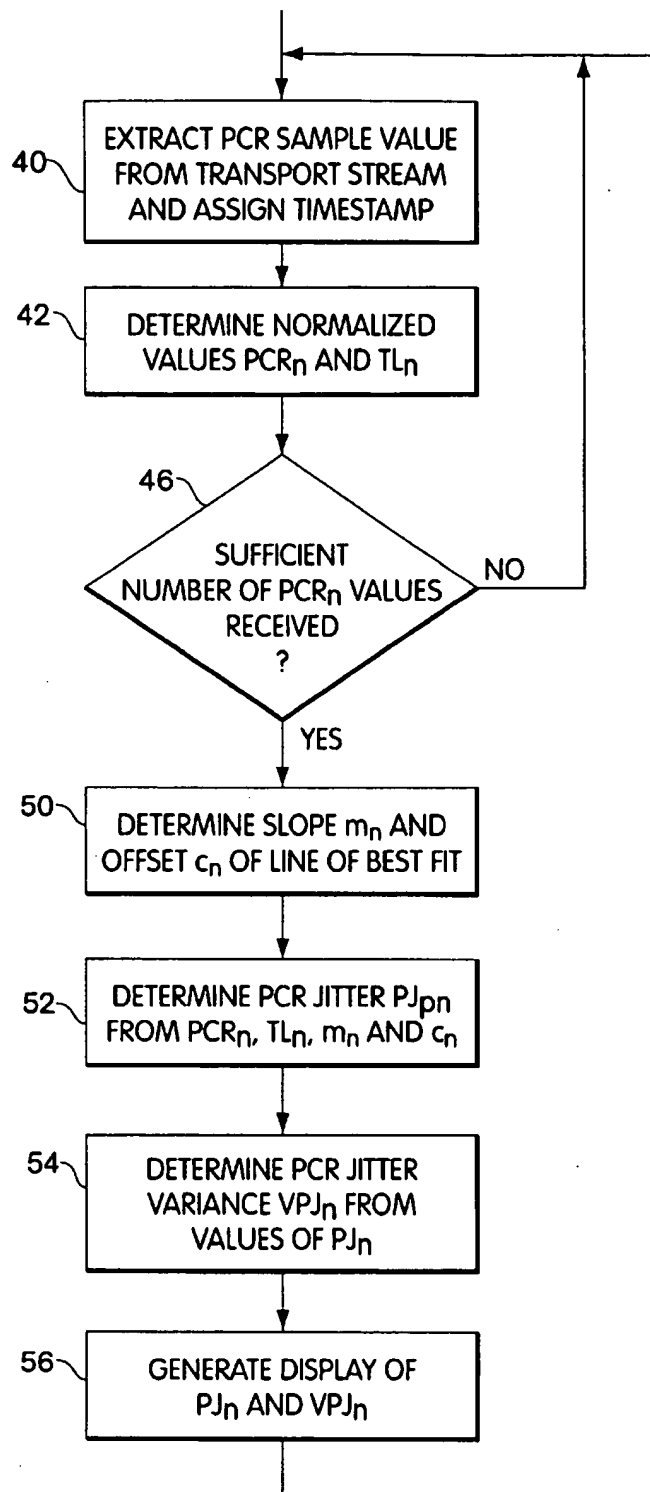 40
EXTRACT PCR SAMPLE VALUE
FROM TRANSPORT STREAM
AND ASSIGN TIMESTAMP
42
DETERMINE NORMALIZED
VALUES PCRn AND TLn
46
SUFFICIENT
NUMBER OF PCRn VALUES
RECEIVED
?
NO
YES
50
DETERMINE SLOPE mn AND
OFFSET cn OF LINE OF BEST FIT
52
DETERMINE PCR JITTER PJpn
FROM PCRn, TLn, mn AND cn
54
DETERMINE PCR JITTER
VARIANCE VPJn FROM
VALUES OF PJn
56
GENERATE DISPLAY OF
PJn AND VPJn